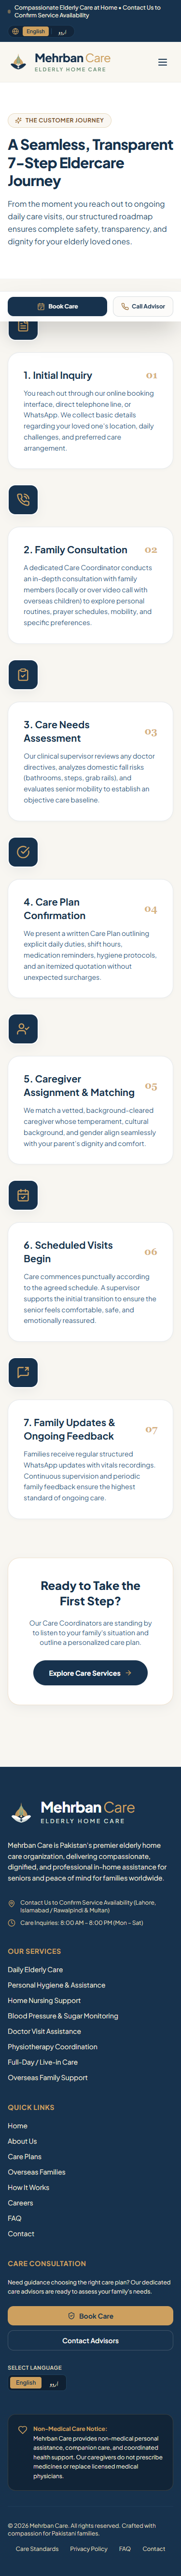 Compassionate Elderly Care at Home • Contact Us to
Confirm Service Availability
English
اردو
Mehrban Care
ELDERLY HOME CARE
THE CUSTOMER JOURNEY
A Seamless, Transparent
7-Step Eldercare
Journey
From the moment you reach out to ongoing
daily care visits, our structured roadmap
ensures complete safety, transparency, and
dignity for your elderly loved ones.
Book Care
Call Advisor
1. Initial Inquiry
01
You reach out through our online booking
interface, direct telephone line, or
WhatsApp. We collect basic details
regarding your loved one's location, daily
challenges, and preferred care
arrangement.
2. Family Consultation
02
A dedicated Care Coordinator conducts
an in-depth consultation with family
members (locally or over video call with
overseas children) to explore personal
routines, prayer schedules, mobility, and
specific preferences.
3. Care Needs
Assessment
03
Our clinical supervisor reviews any doctor
directives, analyzes domestic fall risks
(bathrooms, steps, grab rails), and
evaluates senior mobility to establish an
objective care baseline.
4. Care Plan
Confirmation
04
We present a written Care Plan outlining
explicit daily duties, shift hours,
medication reminders, hygiene protocols,
and an itemized quotation without
unexpected surcharges.
5. Caregiver
Assignment & Matching
05
We match a vetted, background-cleared
caregiver whose temperament, cultural
background, and gender align seamlessly
with your parent's dignity and comfort.
6. Scheduled Visits
Begin
06
Care commences punctually according
to the agreed schedule. A supervisor
supports the initial transition to ensure the
senior feels comfortable, safe, and
emotionally reassured.
7. Family Updates &
Ongoing Feedback
07
Families receive regular structured
WhatsApp updates with vitals recordings.
Continuous supervision and periodic
family feedback ensure the highest
standard of ongoing care.
Ready to Take the
First Step?
Our Care Coordinators are standing by
to listen to your family's situation and
outline a personalized care plan.
Explore Care Services
Mehrban Care
ELDERLY HOME CARE
Mehrban Care is Pakistan's premier elderly home
care organization, delivering compassionate,
dignified, and professional in-home assistance for
seniors and peace of mind for families worldwide.
Contact Us to Confirm Service Availability (Lahore,
Islamabad / Rawalpindi & Multan)
Care Inquiries: 8:00 AM – 8:00 PM (Mon – Sat)
OUR SERVICES
Daily Elderly Care
Personal Hygiene & Assistance
Home Nursing Support
Blood Pressure & Sugar Monitoring
Doctor Visit Assistance
Physiotherapy Coordination
Full-Day / Live-in Care
Overseas Family Support
QUICK LINKS
Home
About Us
Care Plans
Overseas Families
How It Works
Careers
FAQ
Contact
CARE CONSULTATION
Need guidance choosing the right care plan? Our dedicated
care advisors are ready to assess your family's needs.
Book Care
Contact Advisors
SELECT LANGUAGE
English
اردو
Non-Medical Care Notice:
Mehrban Care provides non-medical personal
assistance, companion care, and coordinated
health support. Our caregivers do not prescribe
medicines or replace licensed medical
physicians.
© 2026 Mehrban Care. All rights reserved. Crafted with
compassion for Pakistani families.
Care Standards
Privacy Policy
FAQ
Contact